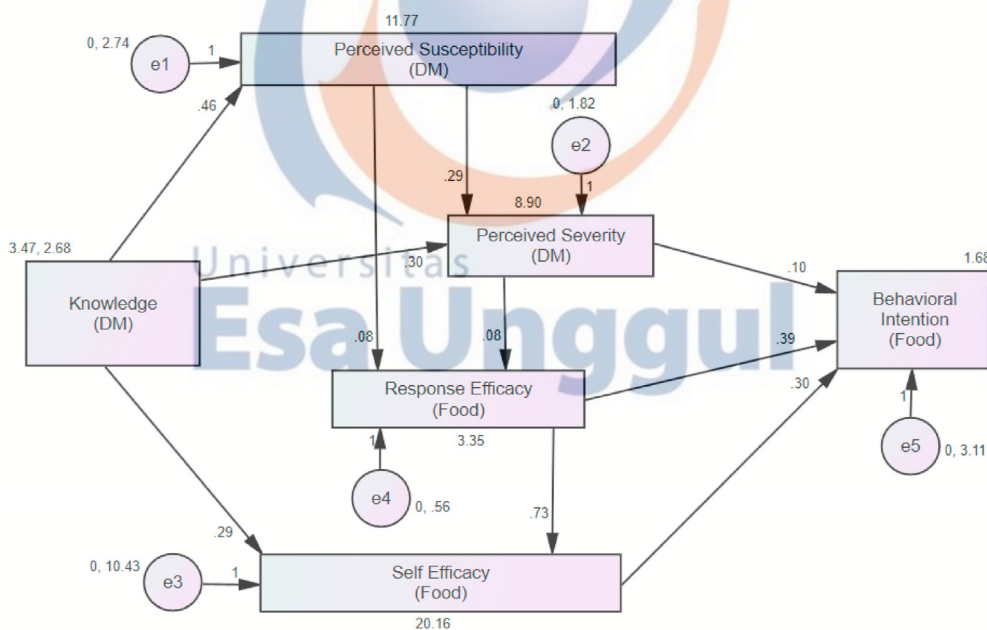 11.77
0, 2.74
e1
1
Perceived Susceptibility
(DM)
.46
0, 1.82
e2
1
.29
8.90
Perceived Severity
(DM)
3.47, 2.68
Knowledge
(DM)
.30
.10
1.68
Behavioral
Intention
(Food)
Universitas
Esa Unggul
.08
.08
.39
.30
Response Efficacy
(Food)
3.35
1
e4
0, .56
1
e5
0, 3.11
.73
.29
0, 10.43
e3
1
Self Efficacy
(Food)
20.16